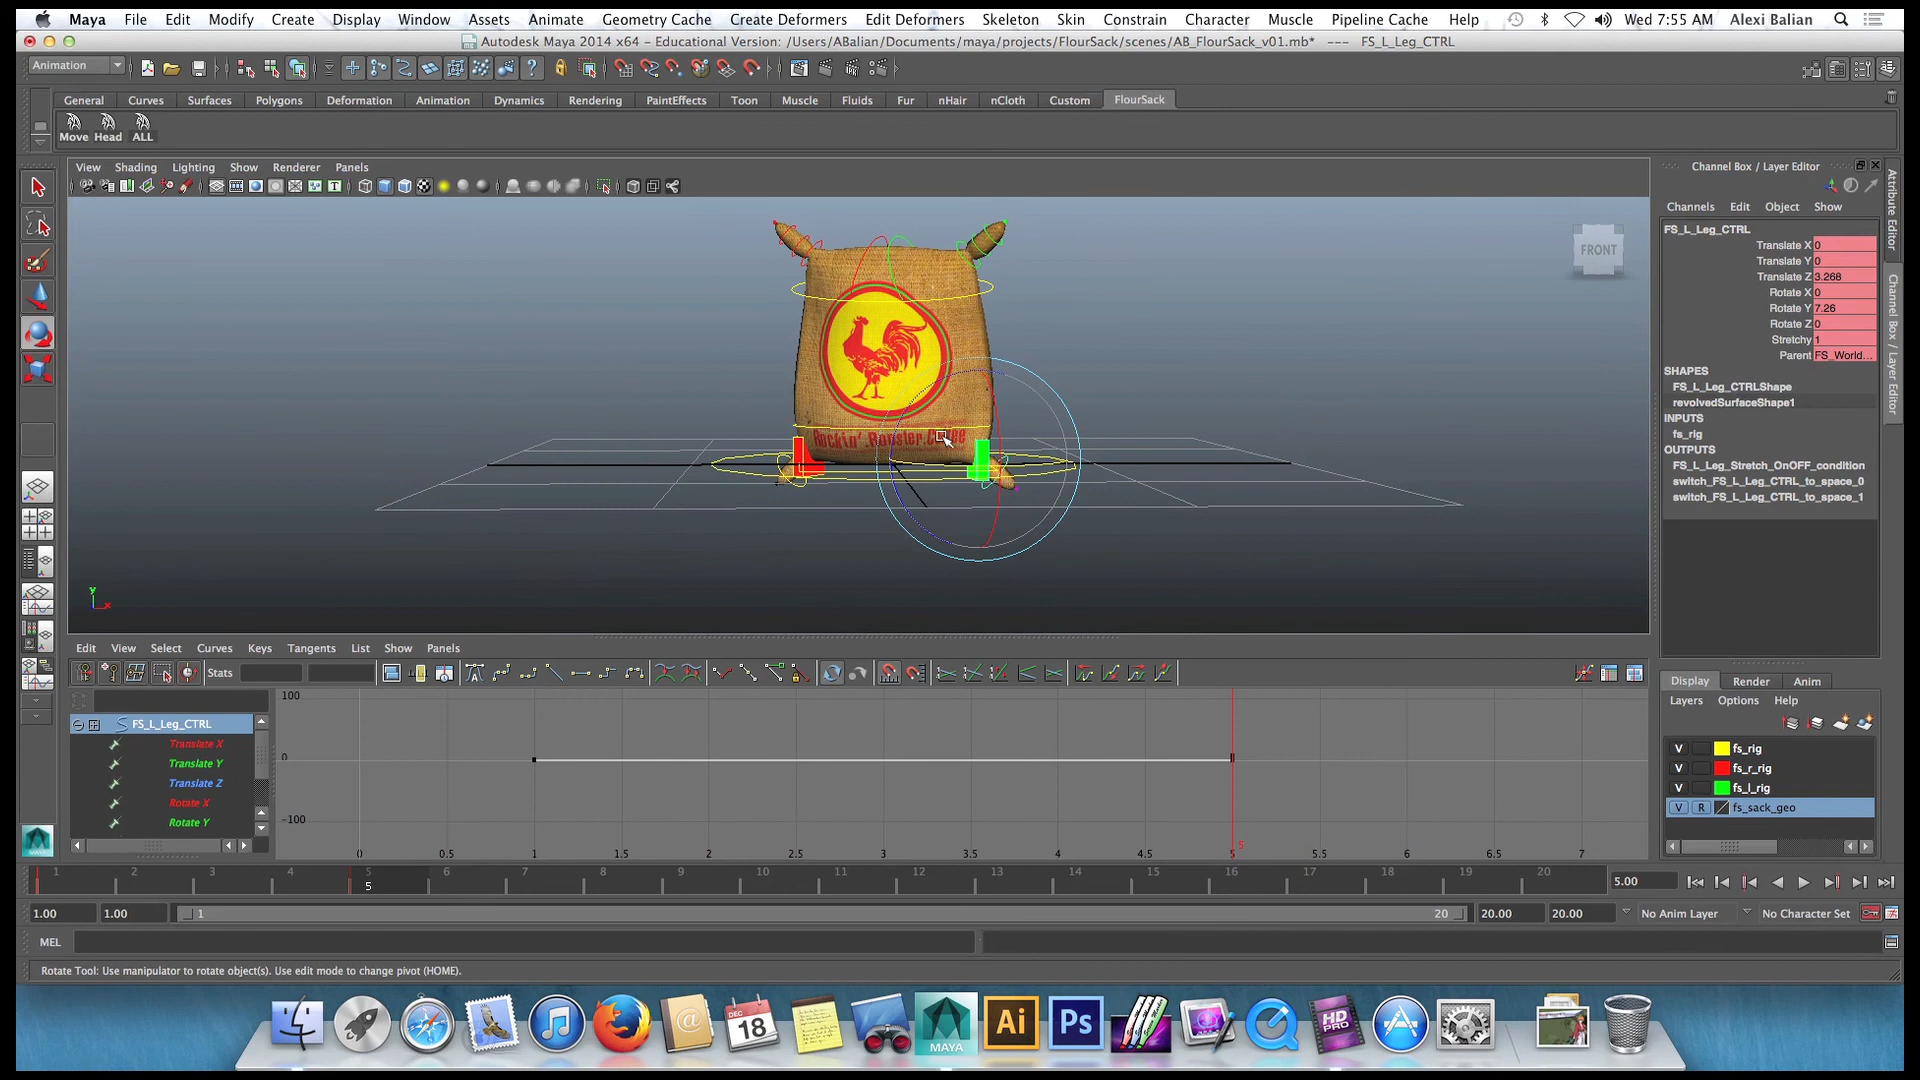 Maya File Edit Modify Create Display Window Assets Animate Geometry Cache Create Deformers Edit Deformers Skeleton Skin Constrain Character Muscle Pipeline Cache Help Wed 7:55 AM Alexi Balian
Autodesk Maya 2014 x64 - Educational Version: /Users/ABalian/Documents/maya/projects/FlourSack/scenes/AB_FlourSack_v01.mb* --- FS_L_Leg_CTRL
Animation
General Curves Surfaces Polygons Deformation Animation Dynamics Rendering PaintEffects Toon Muscle Fluids Fur nHair nCloth Custom FlourSack
Move Head ALL
View Shading Lighting Show Renderer Panels
FRONT
Rockin' Rooster
y
x
Channel Box / Layer Editor
Channels Edit Object Show
FS_L_Leg_CTRL
Translate X 0
Translate Y 0
Translate Z 3.268
Rotate X 0
Rotate Y 7.26
Rotate Z 0
Stretchy 1
Parent FS_World...
SHAPES
FS_L_Leg_CTRLShape
revolvedSurfaceShape1
INPUTS
fs_rig
OUTPUTS
FS_L_Leg_Stretch_OnOFF_condition
switch_FS_L_Leg_CTRL_to_space_0
switch_FS_L_Leg_CTRL_to_space_1
Attribute Editor
Channel Box / Layer Editor
Edit View Select Curves Keys Tangents List Show Panels
Stats
FS_L_Leg_CTRL
Translate X
Translate Y
Translate Z
Rotate X
Rotate Y
100
0
-100
0 0.5 1 1.5 2 2.5 3 3.5 4 4.5 5 5.5 6 6.5 7
5
Display Render Anim
Layers Options Help
V fs_rig
V fs_r_rig
V fs_l_rig
V R fs_sack_geo
1 2 3 4 5 6 7 8 9 10 11 12 13 14 15 16 17 18 19 20
5
5.00
1.00 1.00 1 20 20.00 20.00 No Anim Layer No Character Set
MEL
Rotate Tool: Use manipulator to rotate object(s). Use edit mode to change pivot (HOME).
DEC
18
MAYA
Ai
Ps
HD
PRO